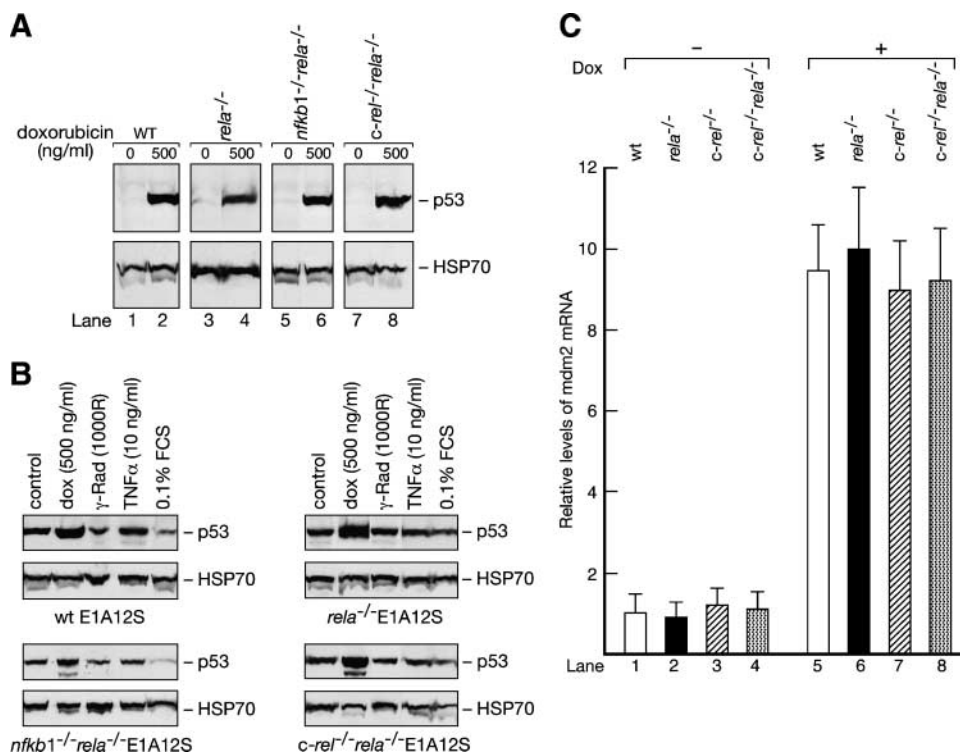 A
doxorubicin (ng/ml)
WT
rela-/-
nfkb1-/-rela-/-
c-rel-/-rela-/-
0 500 0 500 0 500 0 500
– p53
– HSP70
Lane 1 2 3 4 5 6 7 8
B
control
dox (500 ng/ml)
γ-Rad (1000R)
TNFα (10 ng/ml)
0.1% FCS
– p53
– HSP70
wt E1A12S
control
dox (500 ng/ml)
γ-Rad (1000R)
TNFα (10 ng/ml)
0.1% FCS
– p53
– HSP70
rela-/-E1A12S
– p53
– HSP70
nfkb1-/-rela-/-E1A12S
– p53
– HSP70
c-rel-/-rela-/-E1A12S
C
Dox – +
wt
rela-/-
c-rel-/-
c-rel-/-rela-/-
wt
rela-/-
c-rel-/-
c-rel-/-rela-/-
Relative levels of mdm2 mRNA
12
10
8
6
4
2
Lane 1 2 3 4 5 6 7 8